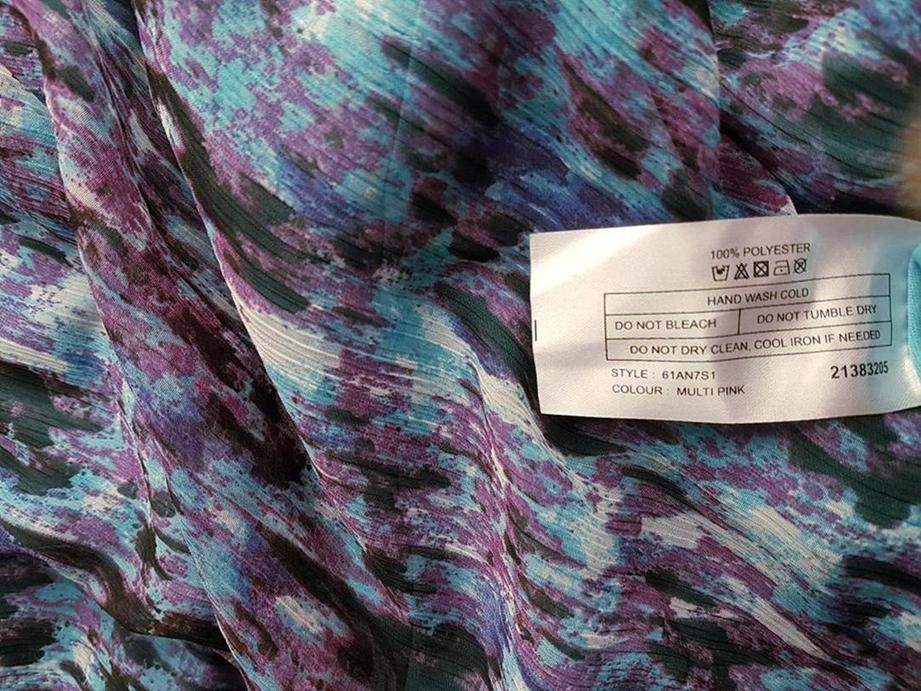 100% POLYESTER
HAND WASH COLD
DO NOT BLEACH DO NOT TUMBLE DRY
DO NOT DRY CLEAN, COOL IRON IF NEEDED
STYLE : 61AN7S1 21383205
COLOUR : MULTI PINK